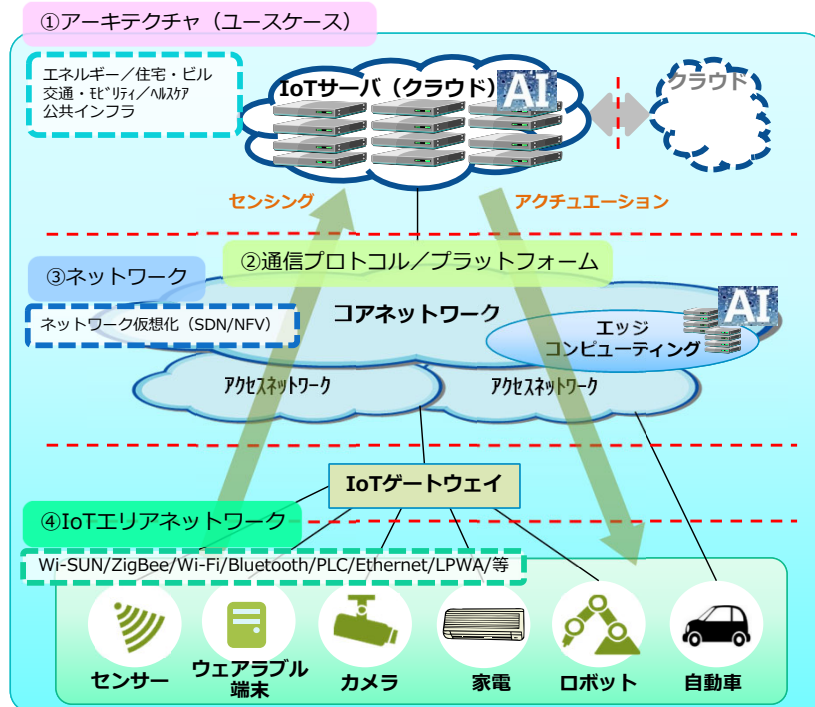 ①アーキテクチャ（ユースケース）
エネルギー／住宅・ビル
交通・ﾓﾋﾞﾘﾃｨ／ﾍﾙｽｹｱ
公共インフラ
IoTサーバ（クラウド）
AI
クラウド
センシング
アクチュエーション
②通信プロトコル／プラットフォーム
③ネットワーク
ネットワーク仮想化（SDN/NFV）
コアネットワーク
AI
エッジ
コンピューティング
ｱｸｾｽﾈｯﾄﾜｰｸ
ｱｸｾｽﾈｯﾄﾜｰｸ
IoTゲートウェイ
④IoTエリアネットワーク
Wi-SUN/ZigBee/Wi-Fi/Bluetooth/PLC/Ethernet/LPWA/等
センサー
ウェアラブル
端末
カメラ
家電
ロボット
自動車